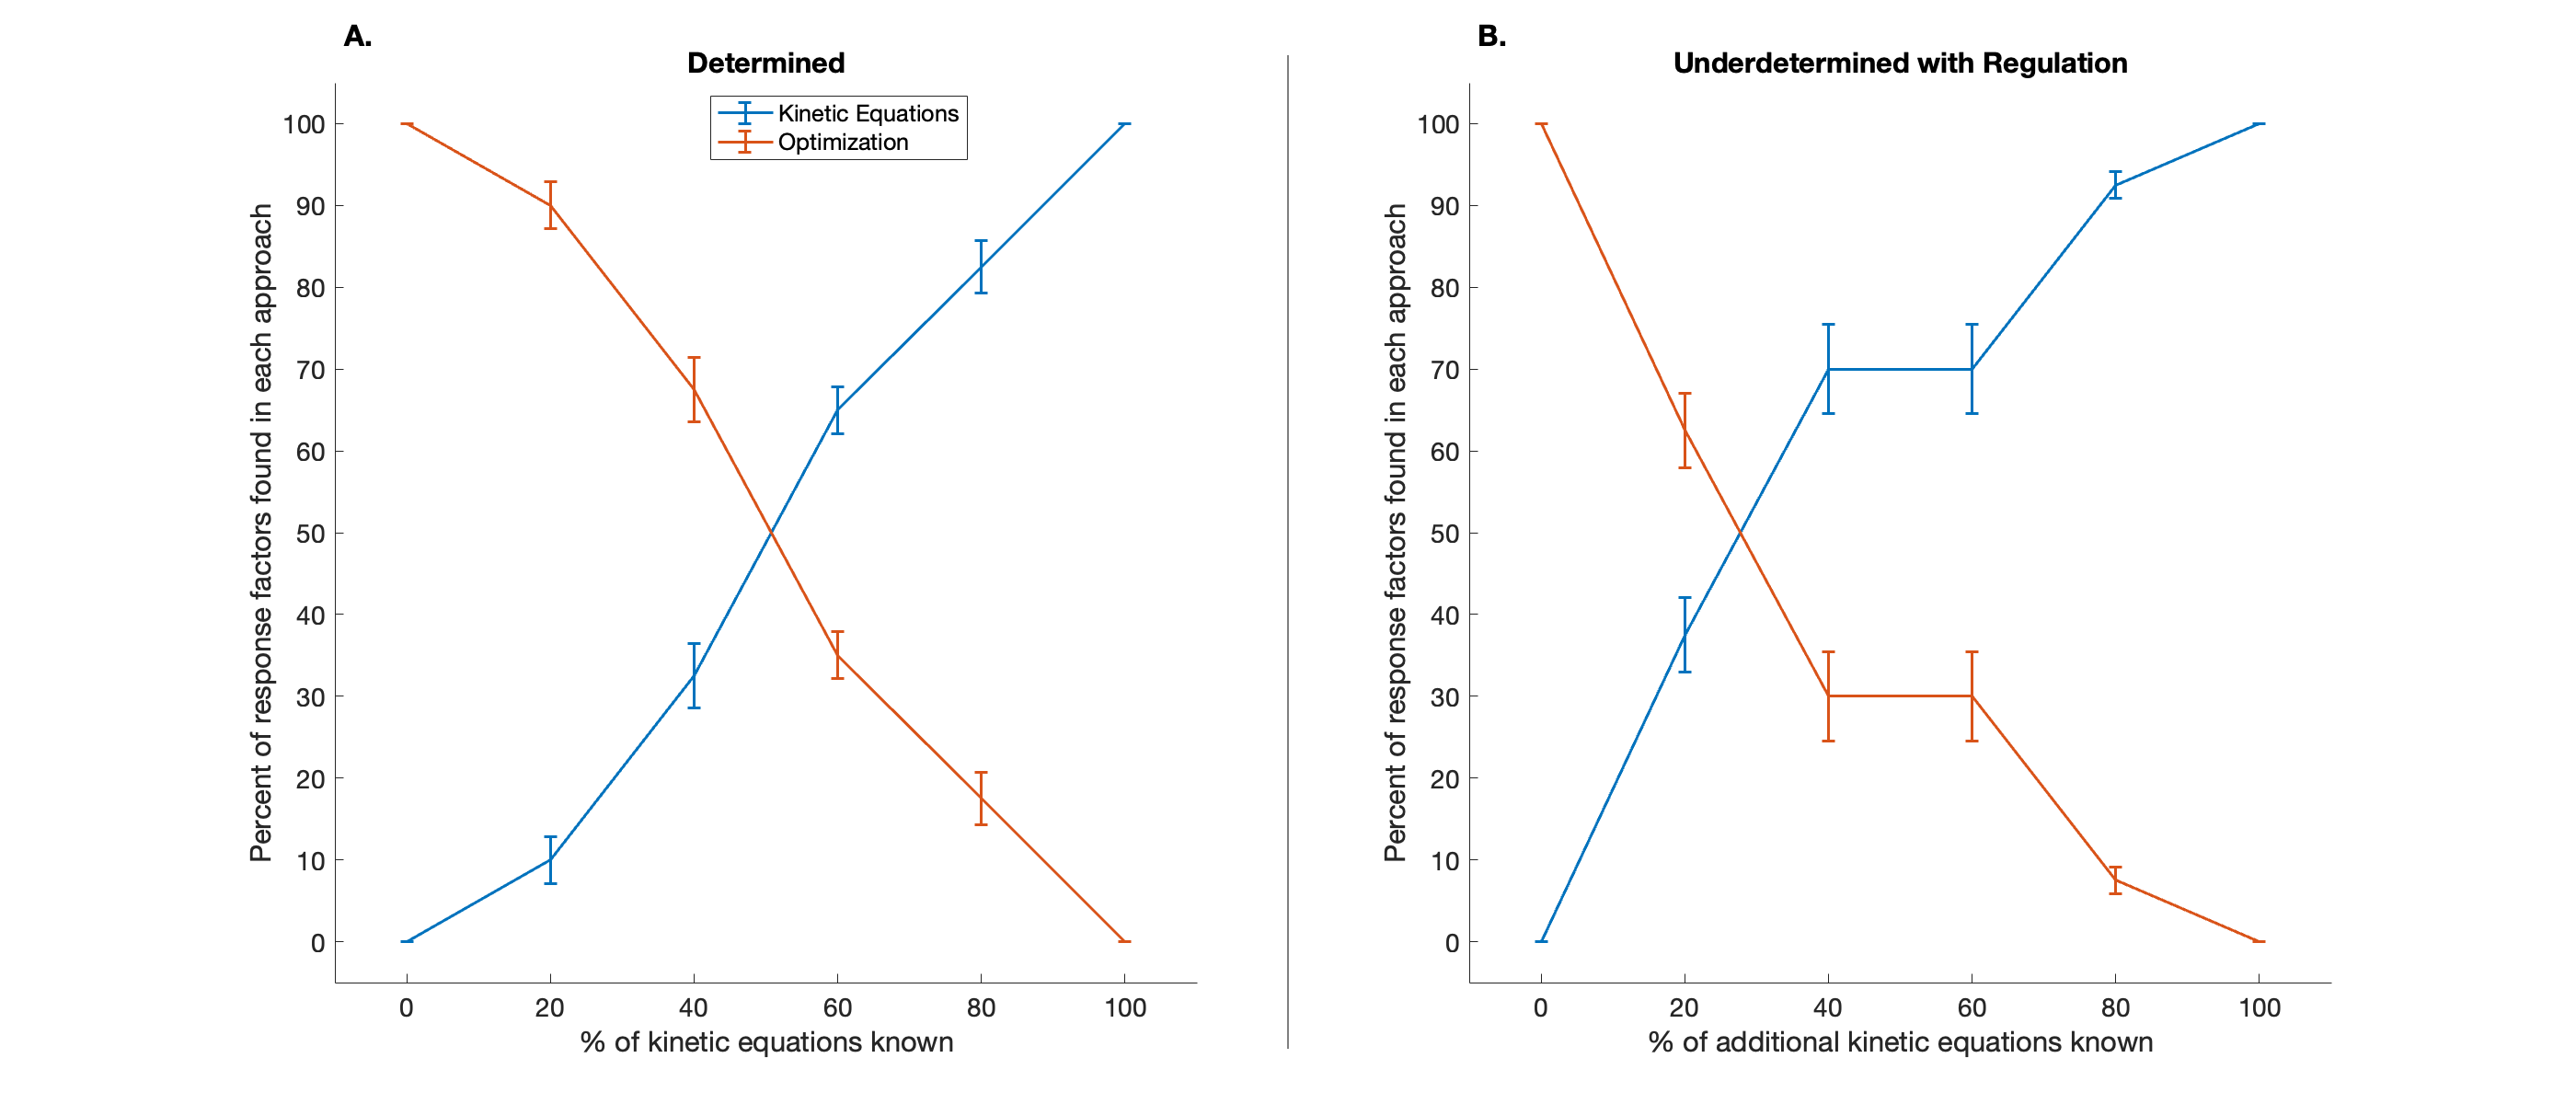 A.
Determined
Kinetic Equations
Optimization
Percent of response factors found in each approach
100
90
80
70
60
50
40
30
20
10
0
0 20 40 60 80 100
% of kinetic equations known
B.
Underdetermined with Regulation
Percent of response factors found in each approach
100
90
80
70
60
50
40
30
20
10
0
0 20 40 60 80 100
% of additional kinetic equations known